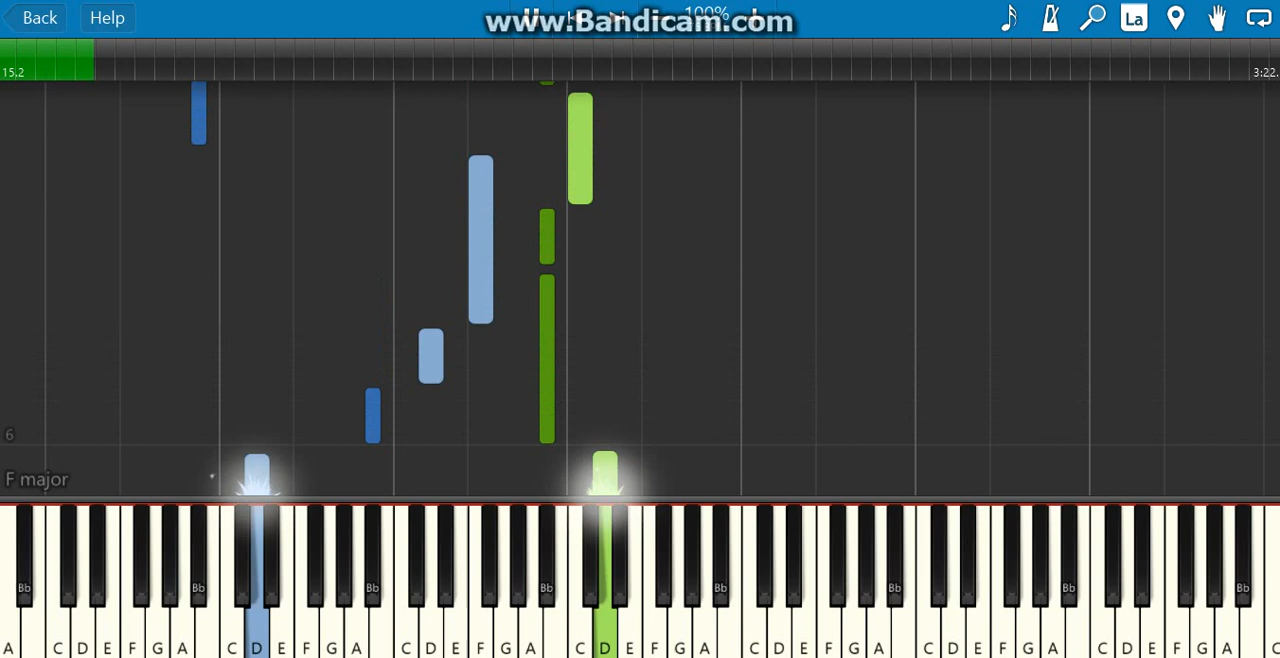 Back Help 100% La
www.Bandicam.com
15,2 3:22.
6
F major
Bb Bb Bb Bb Bb Bb Bb Bb
A C D E F G A C D E F G A C D E F G A C D E F G A C D E F G A C D E F G A C D E F G A C